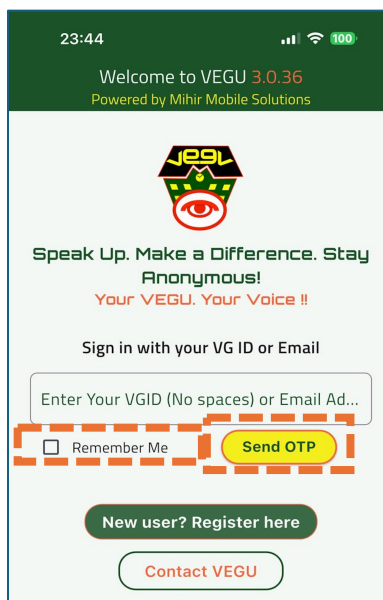 23:44
100
Welcome to VEGU 3.0.36
Powered by Mihir Mobile Solutions
VEGU
Speak Up. Make a Difference. Stay
Anonymous!
Your VEGU. Your Voice !!
Sign in with your VG ID or Email
Enter Your VGID (No spaces) or Email Ad...
Remember Me
Send OTP
New user? Register here
Contact VEGU